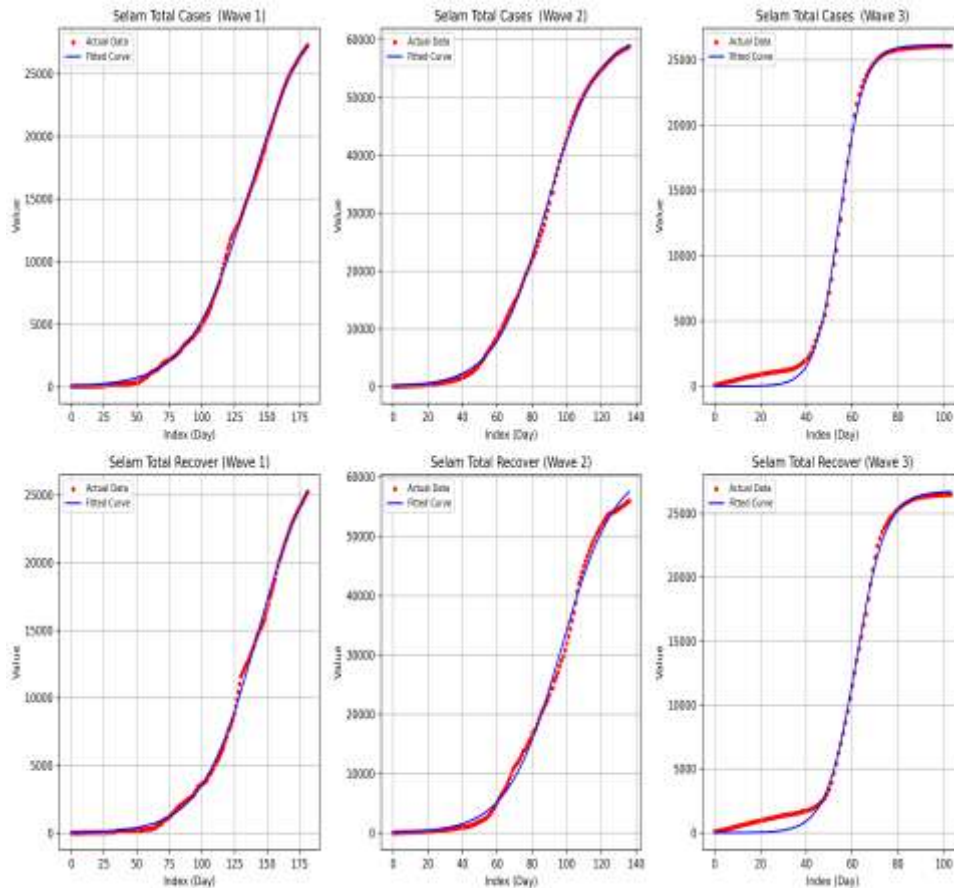 Selam Total Cases (Wave 1)
Actual Data
Fitted Curve
25000
20000
15000
10000
5000
0
Value
0 25 50 75 100 125 150 175
Index (Day)
Selam Total Cases (Wave 2)
Actual Data
Fitted Curve
60000
50000
40000
30000
20000
10000
0
Value
0 20 40 60 80 100 120 140
Index (Day)
Selam Total Cases (Wave 3)
Actual Data
Fitted Curve
25000
20000
15000
10000
5000
0
Value
0 20 40 60 80 100
Index (Day)
Selam Total Recover (Wave 1)
Actual Data
Fitted Curve
25000
20000
15000
10000
5000
0
Value
0 25 50 75 100 125 150 175
Index (Day)
Selam Total Recover (Wave 2)
Actual Data
Fitted Curve
60000
50000
40000
30000
20000
10000
0
Value
0 20 40 60 80 100 120 140
Index (Day)
Selam Total Recover (Wave 3)
Actual Data
Fitted Curve
25000
20000
15000
10000
5000
0
Value
0 20 40 60 80 100
Index (Day)